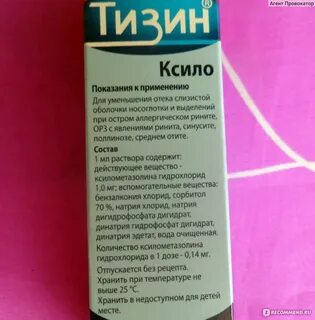 Агент Провокатор
Тизин®
Ксило
Показания к применению
Для уменьшения отека слизистой
оболочки носоглотки и выделений
при остром аллергическом рините,
ОРЗ с явлениями ринита, синусите,
поллинозе, среднем отите.
Состав
1 мл раствора содержит:
действующее вещество -
ксилометазолина гидрохлорид
1,0 мг; вспомогательные вещества:
бензалкония хлорид, сорбитол
70 %, натрия хлорид, натрия
дигидрофосфата дигидрат,
динатрия гидрофосфат дигидрат,
динатрия эдетат, вода очищенная.
Количество ксилометазолина
гидрохлорида в 1 дозе - 0,14 мг.
Отпускается без рецепта.
Хранить при температуре не
выше 25 °С.
Хранить в недоступном для детей
месте.
RECOMMEND.RU